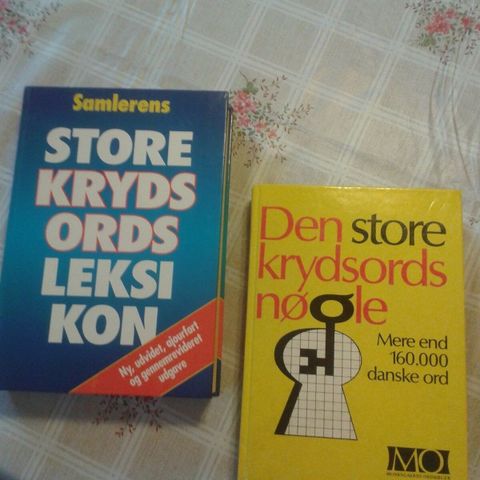 Samlerens
STORE
KRYDS
ORDS
LEKSI
KON
Ny, udvidet, ajourført
og gennemrevideret
udgave
Den store
krydsords
nøgle
Mere end
160.000
danske ord
MO